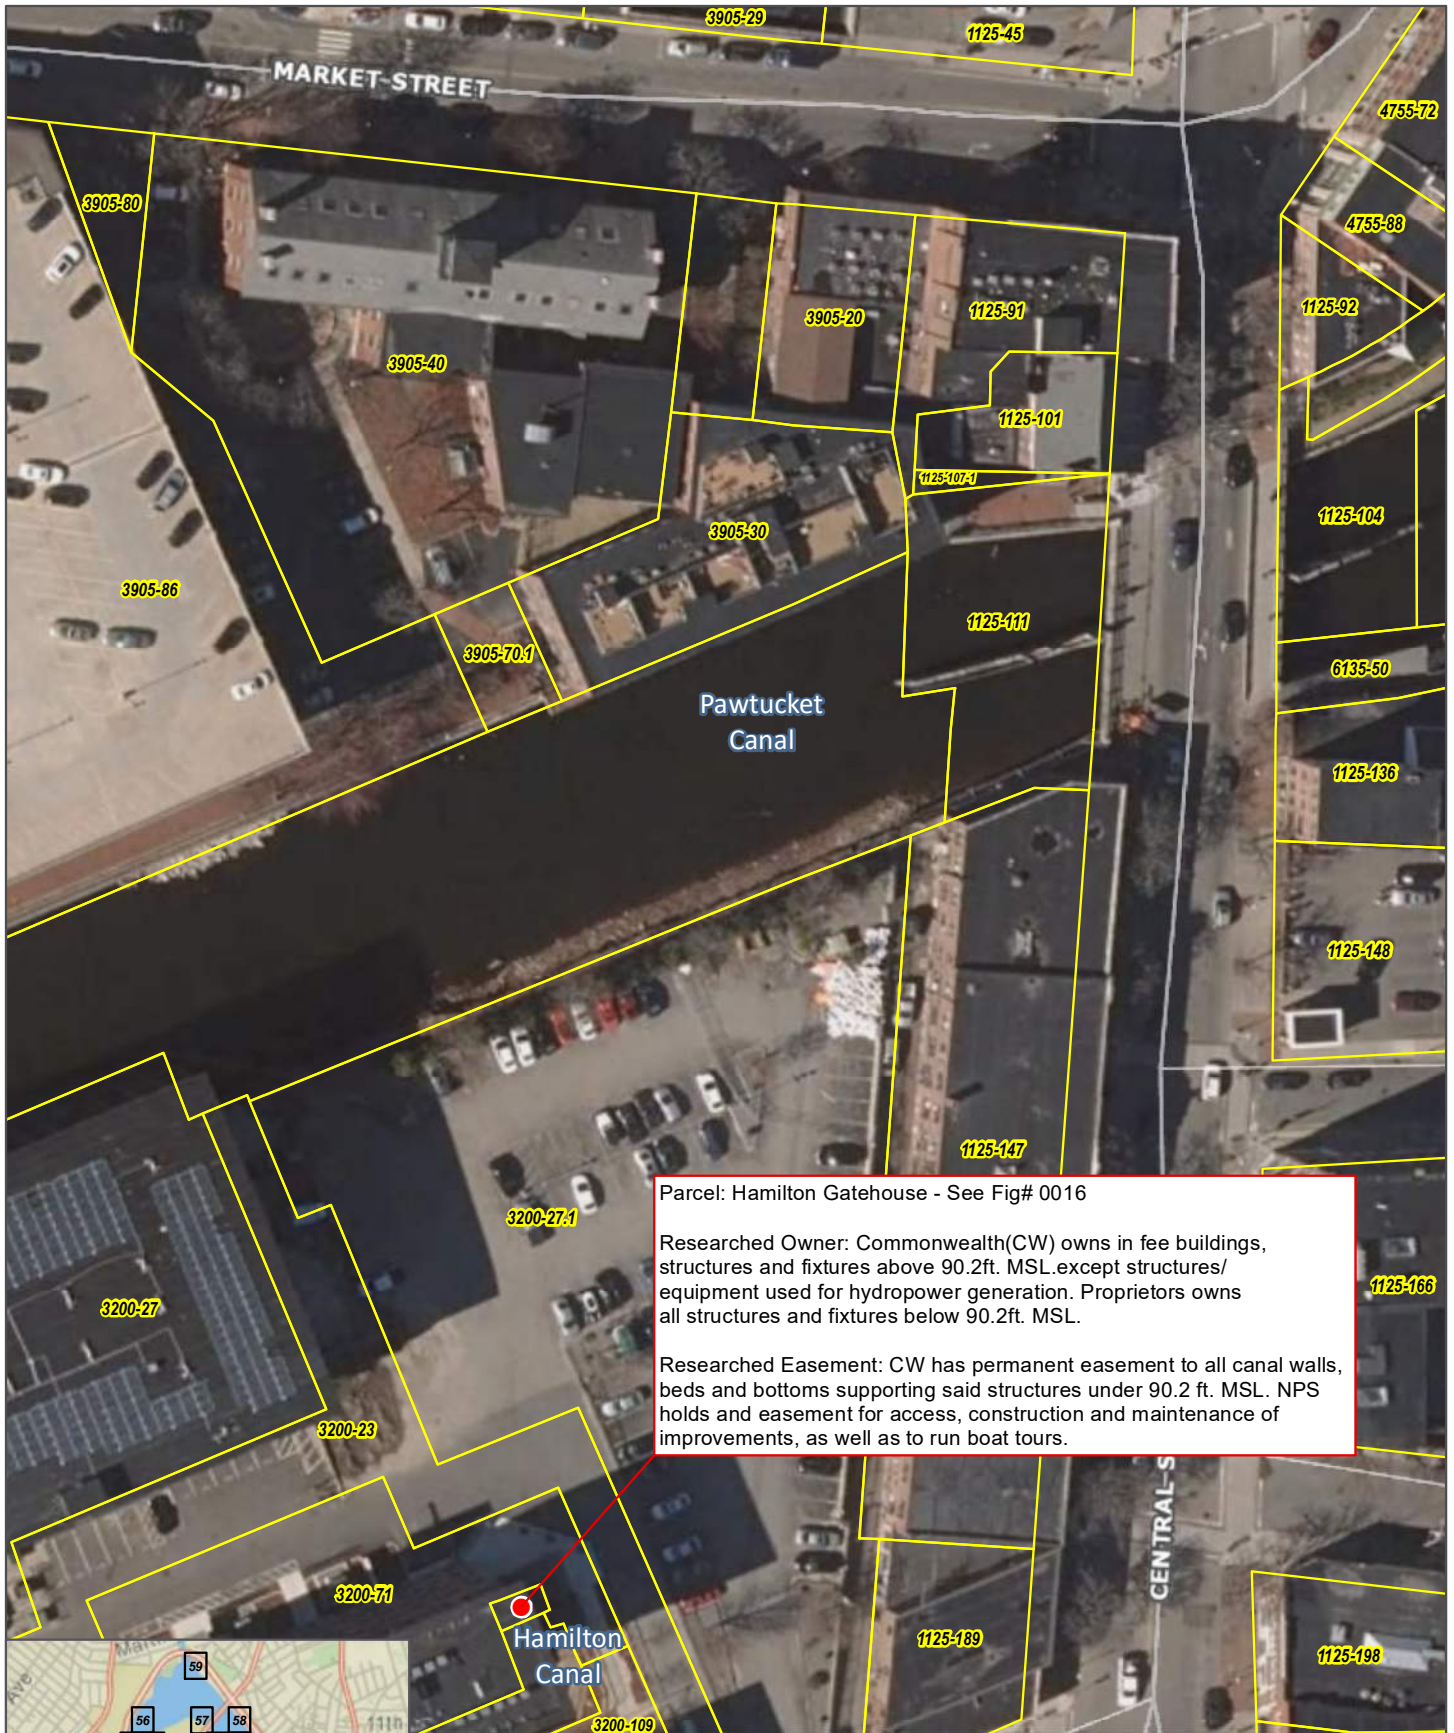 3905-29
1125-45
MARKET STREET
4755-72
3905-80
4755-88
1125-92
3905-20
1125-91
3905-40
1125-101
1125-107-1
1125-104
3905-30
3905-86
1125-111
3905-70.1
6135-50
Pawtucket
Canal
1125-136
1125-148
1125-147
Parcel: Hamilton Gatehouse - See Fig# 0016
Researched Owner: Commonwealth(CW) owns in fee buildings,
structures and fixtures above 90.2ft. MSL.except structures/
equipment used for hydropower generation. Proprietors owns
all structures and fixtures below 90.2ft. MSL.
Researched Easement: CW has permanent easement to all canal walls,
beds and bottoms supporting said structures under 90.2 ft. MSL. NPS
holds and easement for access, construction and maintenance of
improvements, as well as to run boat tours.
3200-27.1
1125-166
3200-27
3200-23
CENTRAL S
3200-71
Hamilton
Canal
1125-189
1125-198
3200-109
59
Ave
56
57
58
11th